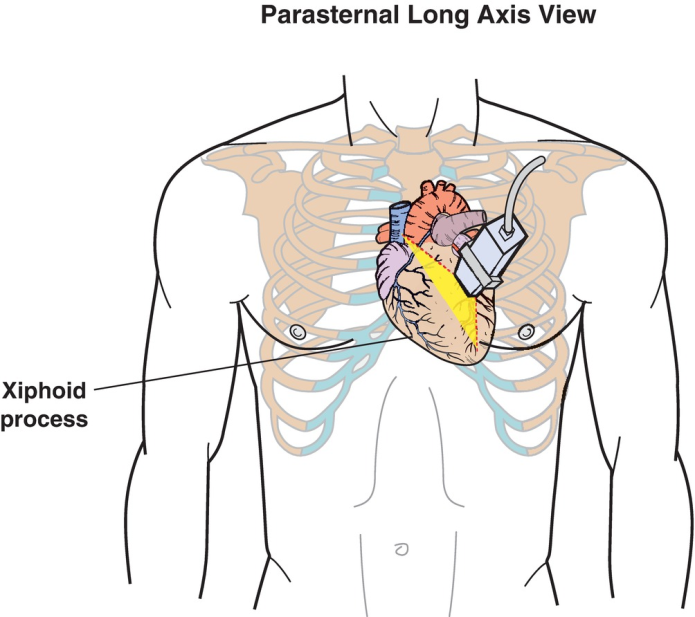 Parasternal Long Axis View
Xiphoid
process